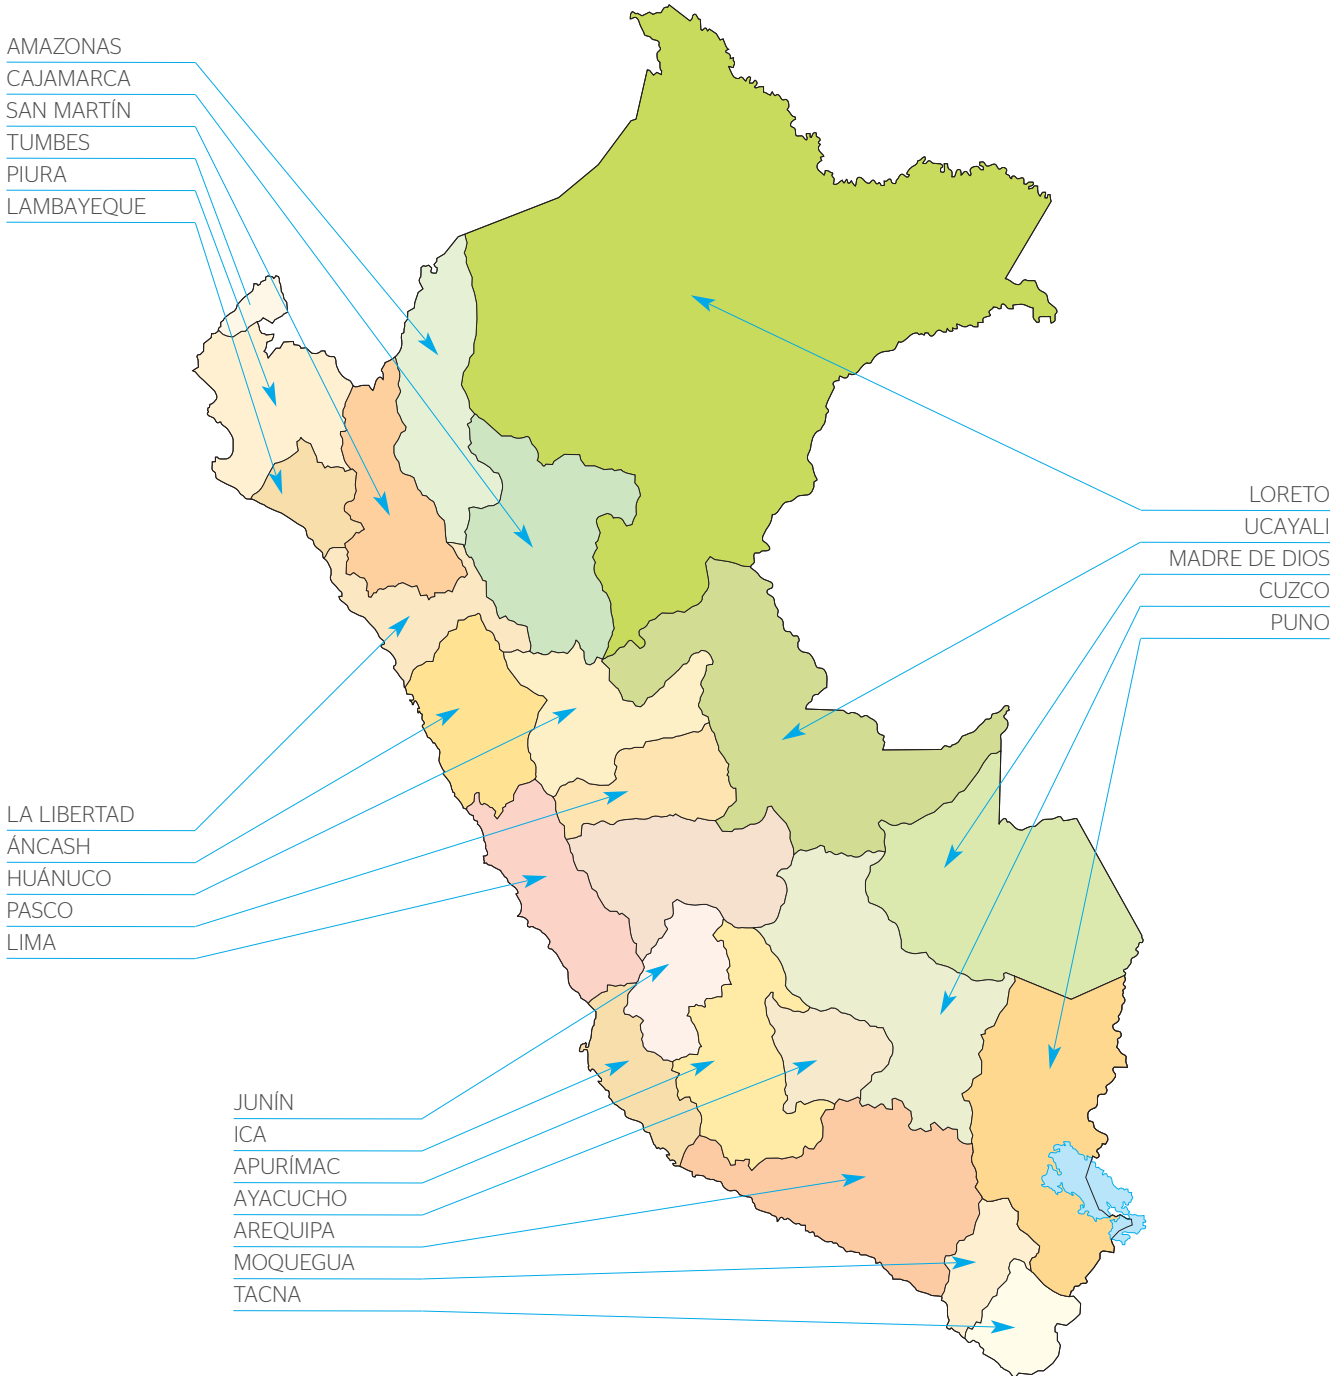 AMAZONAS
CAJAMARCA
SAN MARTÍN
TUMBES
PIURA
LAMBAYEQUE
LORETO
UCAYALI
MADRE DE DIOS
CUZCO
PUNO
LA LIBERTAD
ÁNCASH
HUÁNUCO
PASCO
LIMA
JUNÍN
ICA
APURÍMAC
AYACUCHO
AREQUIPA
MOQUEGUA
TACNA